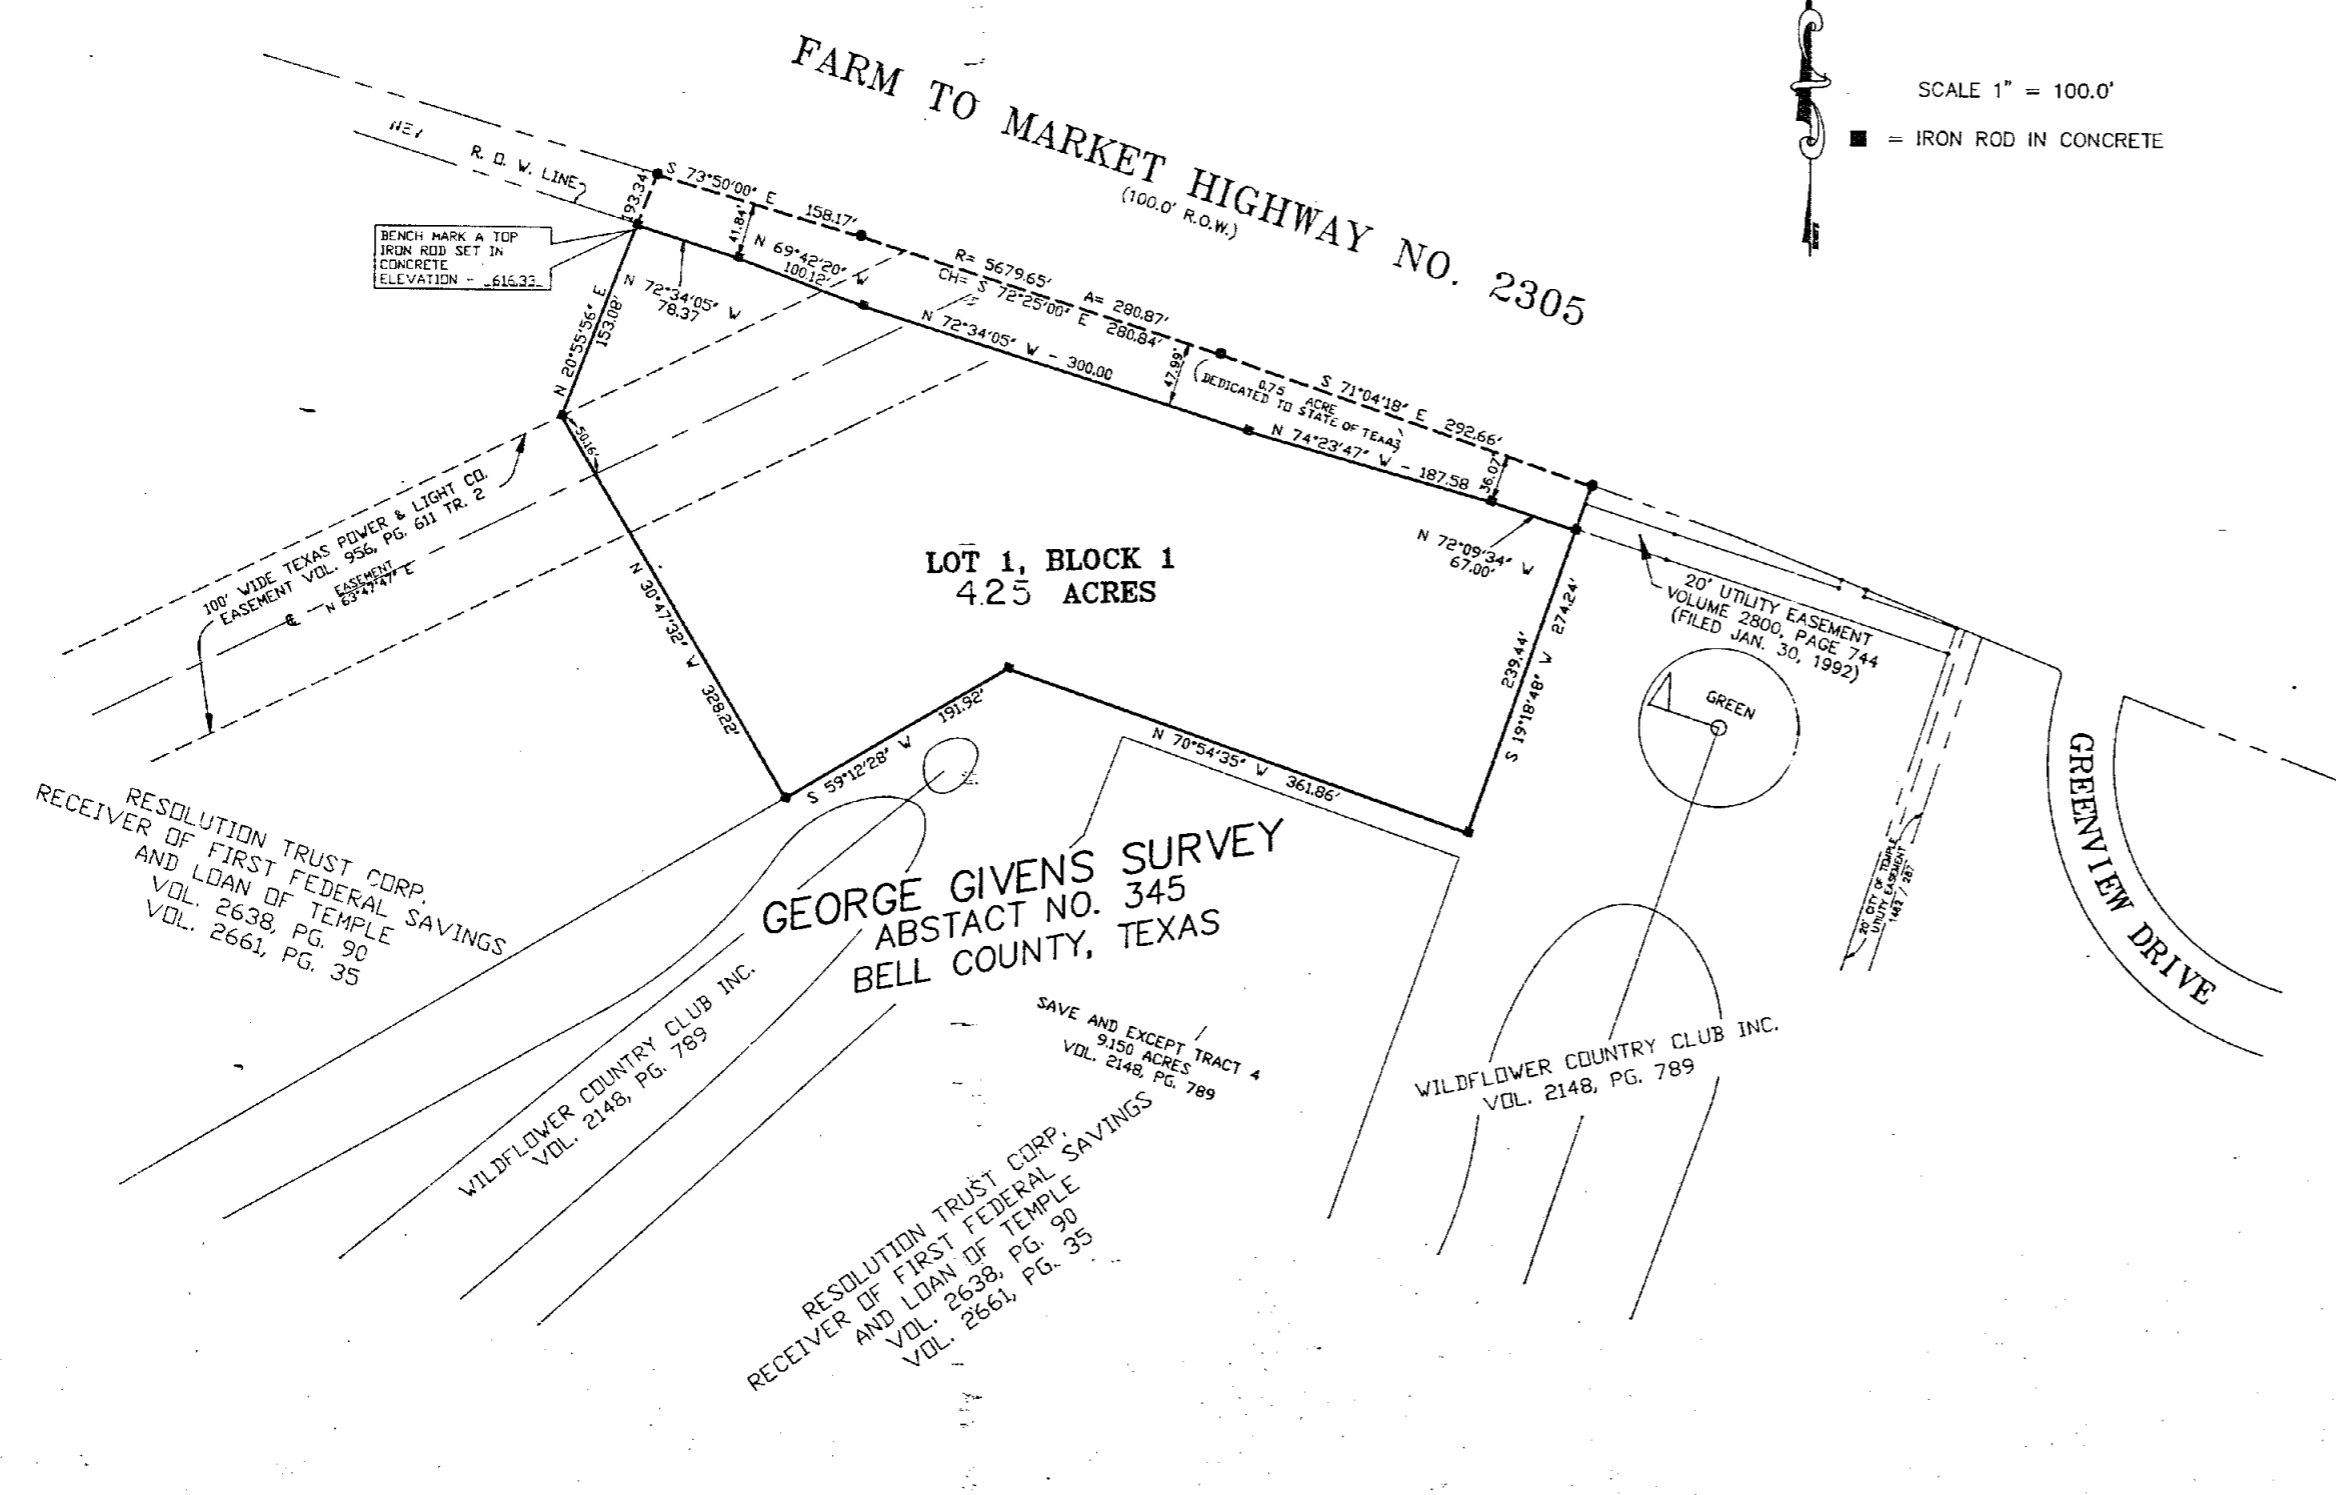 FARM TO MARKET HIGHWAY NO. 2305
(100.0' R.O.W.)
SCALE 1" = 100.0'
= IRON ROD IN CONCRETE
R. O. W. LINE
BENCH MARK A TOP
IRON ROD SET IN
CONCRETE
ELEVATION - 616.33
193.34'
S 73°50'00" E 158.17'
41.84'
N 69°42'20" W
100.12'
N 72°34'05" W
78.37
N 20°55'56" E
153.08'
R= 5679.65' A= 280.87'
CH= S 72°25'00" E 280.84'
N 72°34'05" W - 300.00
47.99'
0.75 ACRE
(DEDICATED TO STATE OF TEXAS)
S 71°04'18" E 292.66'
N 74°23'47" W - 187.58
36.07'
N 72°09'34" W
67.00'
50.16'
100' WIDE TEXAS POWER & LIGHT CO.
EASEMENT VOL. 956, PG. 611 TR. 2
℄ EASEMENT
N 63°47'47" E
N 30°47'32" W 328.22'
LOT 1, BLOCK 1
4.25 ACRES
239.44'
S 19°18'48" W 274.24'
20' UTILITY EASEMENT
VOLUME 2800, PAGE 744
(FILED JAN. 30, 1992)
GREEN
S 59°12'28" W 191.92'
N 70°54'35" W 361.86'
GREENVIEW DRIVE
20' CITY OF TEMPLE
UTILITY EASEMENT
1462 / 287
RESOLUTION TRUST CORP.
RECEIVER OF FIRST FEDERAL SAVINGS
AND LOAN OF TEMPLE
VOL. 2638, PG. 90
VOL. 2661, PG. 35
GEORGE GIVENS SURVEY
ABSTACT NO. 345
BELL COUNTY, TEXAS
WILDFLOWER COUNTRY CLUB INC.
VOL. 2148, PG. 789
SAVE AND EXCEPT TRACT 4
9.150 ACRES
VOL. 2148, PG. 789
WILDFLOWER COUNTRY CLUB INC.
VOL. 2148, PG. 789
RESOLUTION TRUST CORP.
RECEIVER OF FIRST FEDERAL SAVINGS
AND LOAN OF TEMPLE
VOL. 2638, PG. 90
VOL. 2661, PG. 35